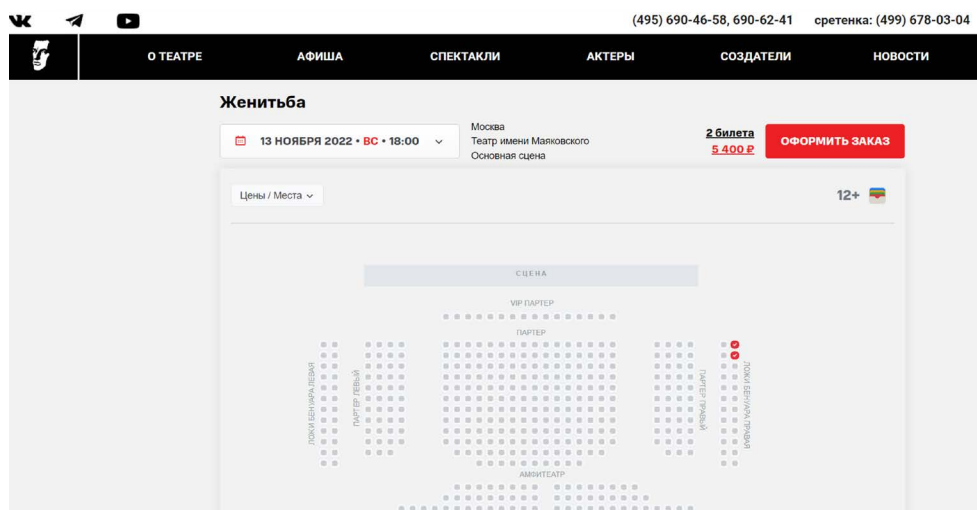 (495) 690-46-58, 690-62-41 сретенка: (499) 678-03-04
О ТЕАТРЕ АФИША СПЕКТАКЛИ АКТЕРЫ СОЗДАТЕЛИ НОВОСТИ
Женитьба
13 НОЯБРЯ 2022 • ВС • 18:00
Москва
Театр имени Маяковского
Основная сцена
2 билета
5 400 ₽
ОФОРМИТЬ ЗАКАЗ
Цены / Места
12+
СЦЕНА
VIP ПАРТЕР
ПАРТЕР
ЛОЖИ БЕНУАРА ЛЕВАЯ
ПАРТЕР ЛЕВЫЙ
ПАРТЕР ПРАВЫЙ
ЛОЖИ БЕНУАРА ПРАВАЯ
АМФИТЕАТР